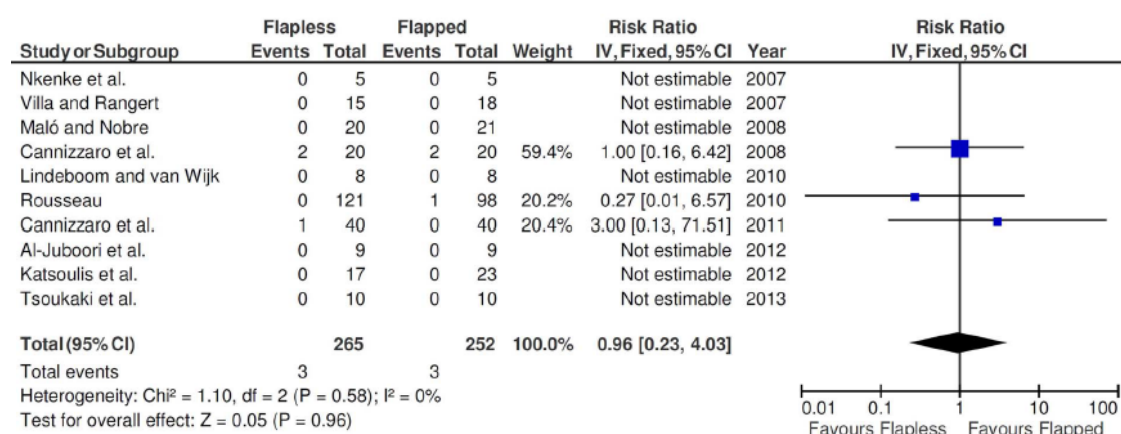 Flapless Flapped Risk Ratio Risk Ratio
Study or Subgroup Events Total Events Total Weight IV, Fixed, 95% CI Year IV, Fixed, 95% CI
Nkenke et al. 0 5 0 5 Not estimable 2007
Villa and Rangert 0 15 0 18 Not estimable 2007
Maló and Nobre 0 20 0 21 Not estimable 2008
Cannizzaro et al. 2 20 2 20 59.4% 1.00 [0.16, 6.42] 2008
Lindeboom and van Wijk 0 8 0 8 Not estimable 2010
Rousseau 0 121 1 98 20.2% 0.27 [0.01, 6.57] 2010
Cannizzaro et al. 1 40 0 40 20.4% 3.00 [0.13, 71.51] 2011
Al-Juboori et al. 0 9 0 9 Not estimable 2012
Katsoulis et al. 0 17 0 23 Not estimable 2012
Tsoukaki et al. 0 10 0 10 Not estimable 2013
Total (95% CI) 265 252 100.0% 0.96 [0.23, 4.03]
Total events 3 3
Heterogeneity: Chi² = 1.10, df = 2 (P = 0.58); I² = 0%
Test for overall effect: Z = 0.05 (P = 0.96)
0.01 0.1 1 10 100
Favours Flapless Favours Flapped